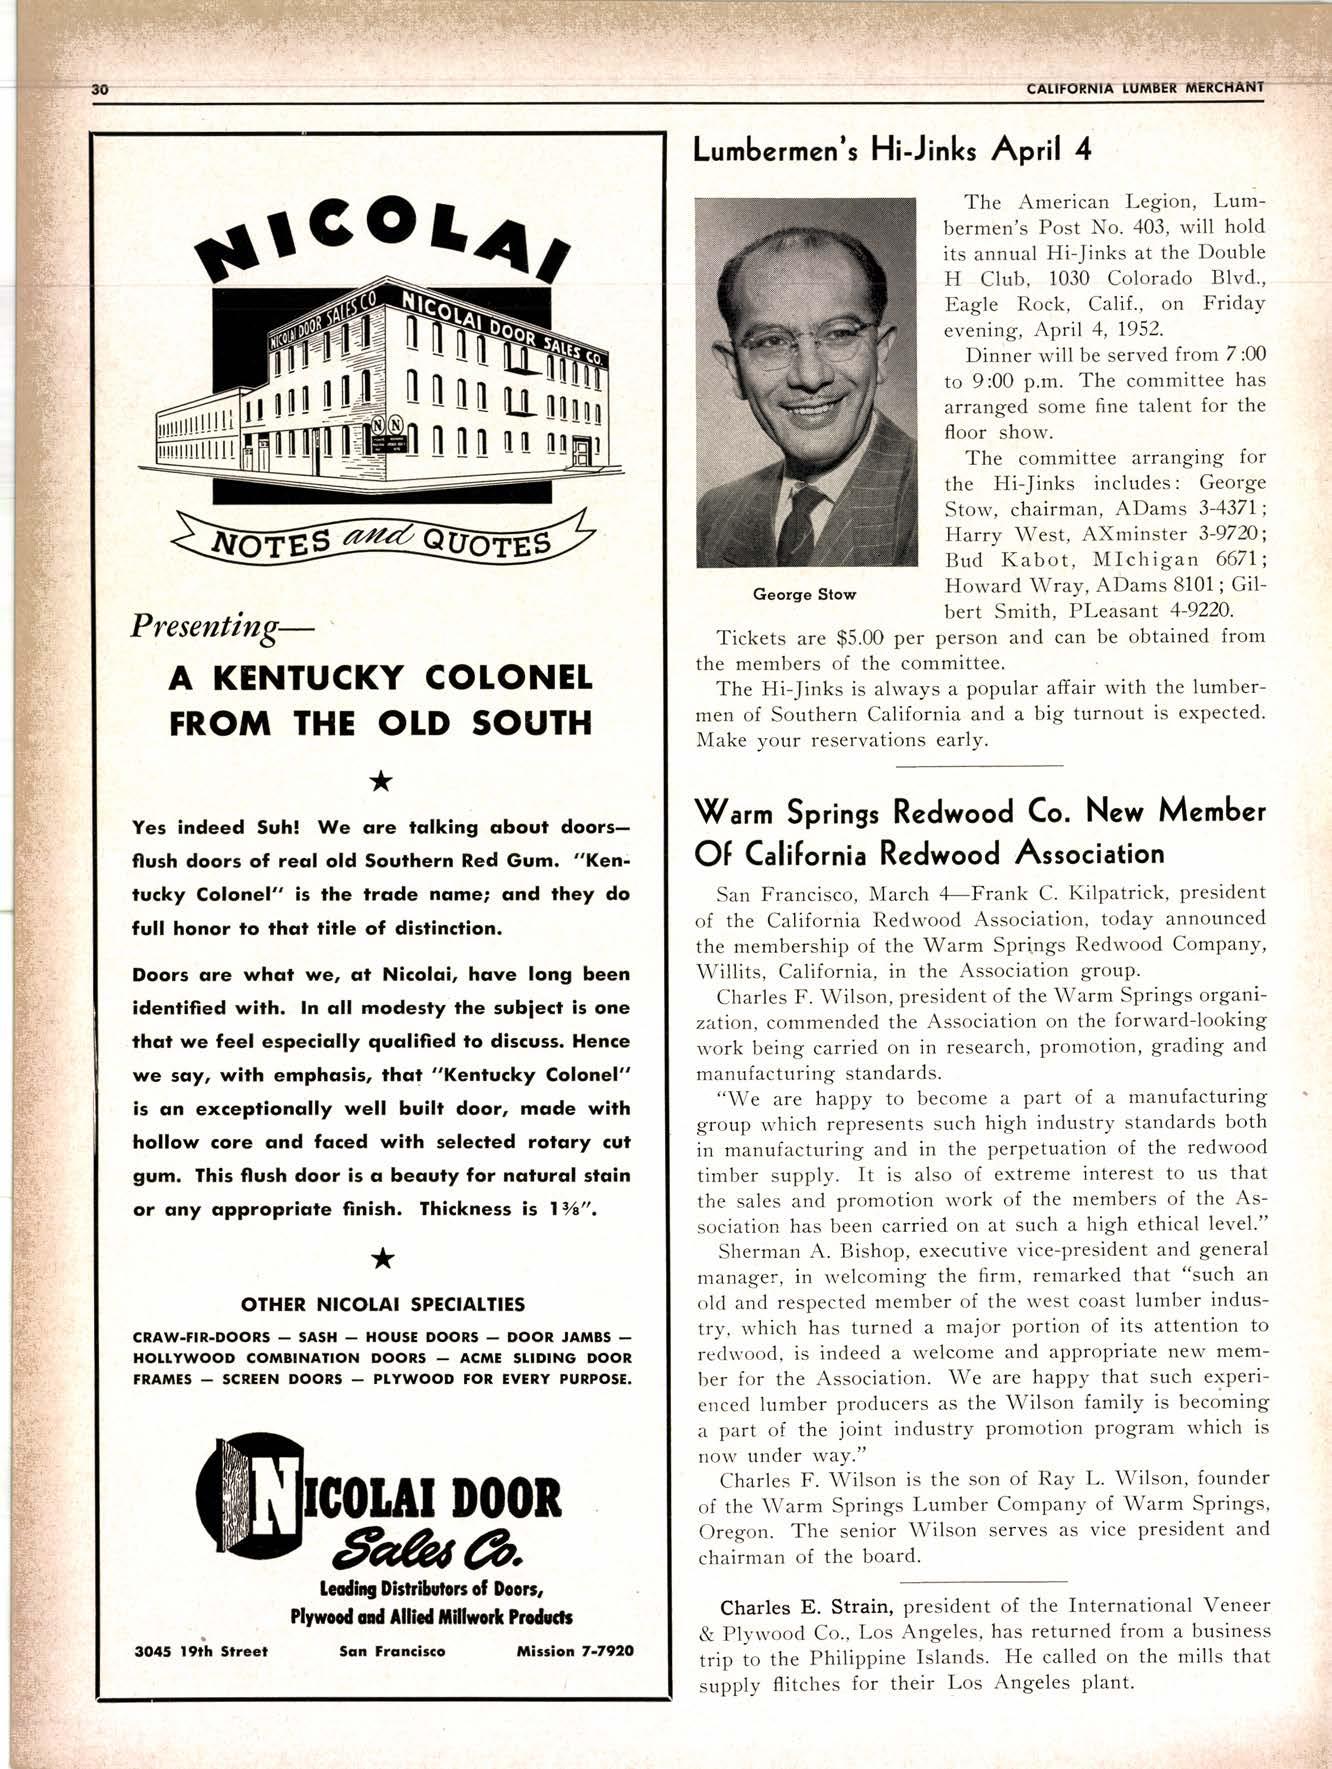 30
CALIFORNIA LUMBER MERCHANT
NICOLAI
NICOLAI DOOR SALES CO
NICOLAI DOOR SALES CO.
N N
NOTES and QUOTES
Presenting—
A KENTUCKY COLONEL
FROM THE OLD SOUTH
★
Yes indeed Suh! We are talking about doors—
flush doors of real old Southern Red Gum. "Ken-
tucky Colonel" is the trade name; and they do
full honor to that title of distinction.
Doors are what we, at Nicolai, have long been
identified with. In all modesty the subject is one
that we feel especially qualified to discuss. Hence
we say, with emphasis, that "Kentucky Colonel"
is an exceptionally well built door, made with
hollow core and faced with selected rotary cut
gum. This flush door is a beauty for natural stain
or any appropriate finish. Thickness is 1⅜".
★
OTHER NICOLAI SPECIALTIES
CRAW-FIR-DOORS — SASH — HOUSE DOORS — DOOR JAMBS —
HOLLYWOOD COMBINATION DOORS — ACME SLIDING DOOR
FRAMES — SCREEN DOORS — PLYWOOD FOR EVERY PURPOSE.
NICOLAI DOOR
Sales Co.
Leading Distributors of Doors,
Plywood and Allied Millwork Products
3045 19th Street San Francisco Mission 7-7920
Lumbermen's Hi-Jinks April 4
George Stow
The American Legion, Lum-
bermen's Post No. 403, will hold
its annual Hi-Jinks at the Double
H Club, 1030 Colorado Blvd.,
Eagle Rock, Calif., on Friday
evening, April 4, 1952.
Dinner will be served from 7:00
to 9:00 p.m. The committee has
arranged some fine talent for the
floor show.
The committee arranging for
the Hi-Jinks includes: George
Stow, chairman, ADams 3-4371;
Harry West, AXminster 3-9720;
Bud Kabot, MIchigan 6671;
Howard Wray, ADams 8101; Gil-
bert Smith, PLeasant 4-9220.
Tickets are $5.00 per person and can be obtained from
the members of the committee.
The Hi-Jinks is always a popular affair with the lumber-
men of Southern California and a big turnout is expected.
Make your reservations early.
Warm Springs Redwood Co. New Member
Of California Redwood Association
San Francisco, March 4—Frank C. Kilpatrick, president
of the California Redwood Association, today announced
the membership of the Warm Springs Redwood Company,
Willits, California, in the Association group.
Charles F. Wilson, president of the Warm Springs organi-
zation, commended the Association on the forward-looking
work being carried on in research, promotion, grading and
manufacturing standards.
"We are happy to become a part of a manufacturing
group which represents such high industry standards both
in manufacturing and in the perpetuation of the redwood
timber supply. It is also of extreme interest to us that
the sales and promotion work of the members of the As-
sociation has been carried on at such a high ethical level."
Sherman A. Bishop, executive vice-president and general
manager, in welcoming the firm, remarked that "such an
old and respected member of the west coast lumber indus-
try, which has turned a major portion of its attention to
redwood, is indeed a welcome and appropriate new mem-
ber for the Association. We are happy that such experi-
enced lumber producers as the Wilson family is becoming
a part of the joint industry promotion program which is
now under way."
Charles F. Wilson is the son of Ray L. Wilson, founder
of the Warm Springs Lumber Company of Warm Springs,
Oregon. The senior Wilson serves as vice president and
chairman of the board.
Charles E. Strain, president of the International Veneer
& Plywood Co., Los Angeles, has returned from a business
trip to the Philippine Islands. He called on the mills that
supply flitches for their Los Angeles plant.